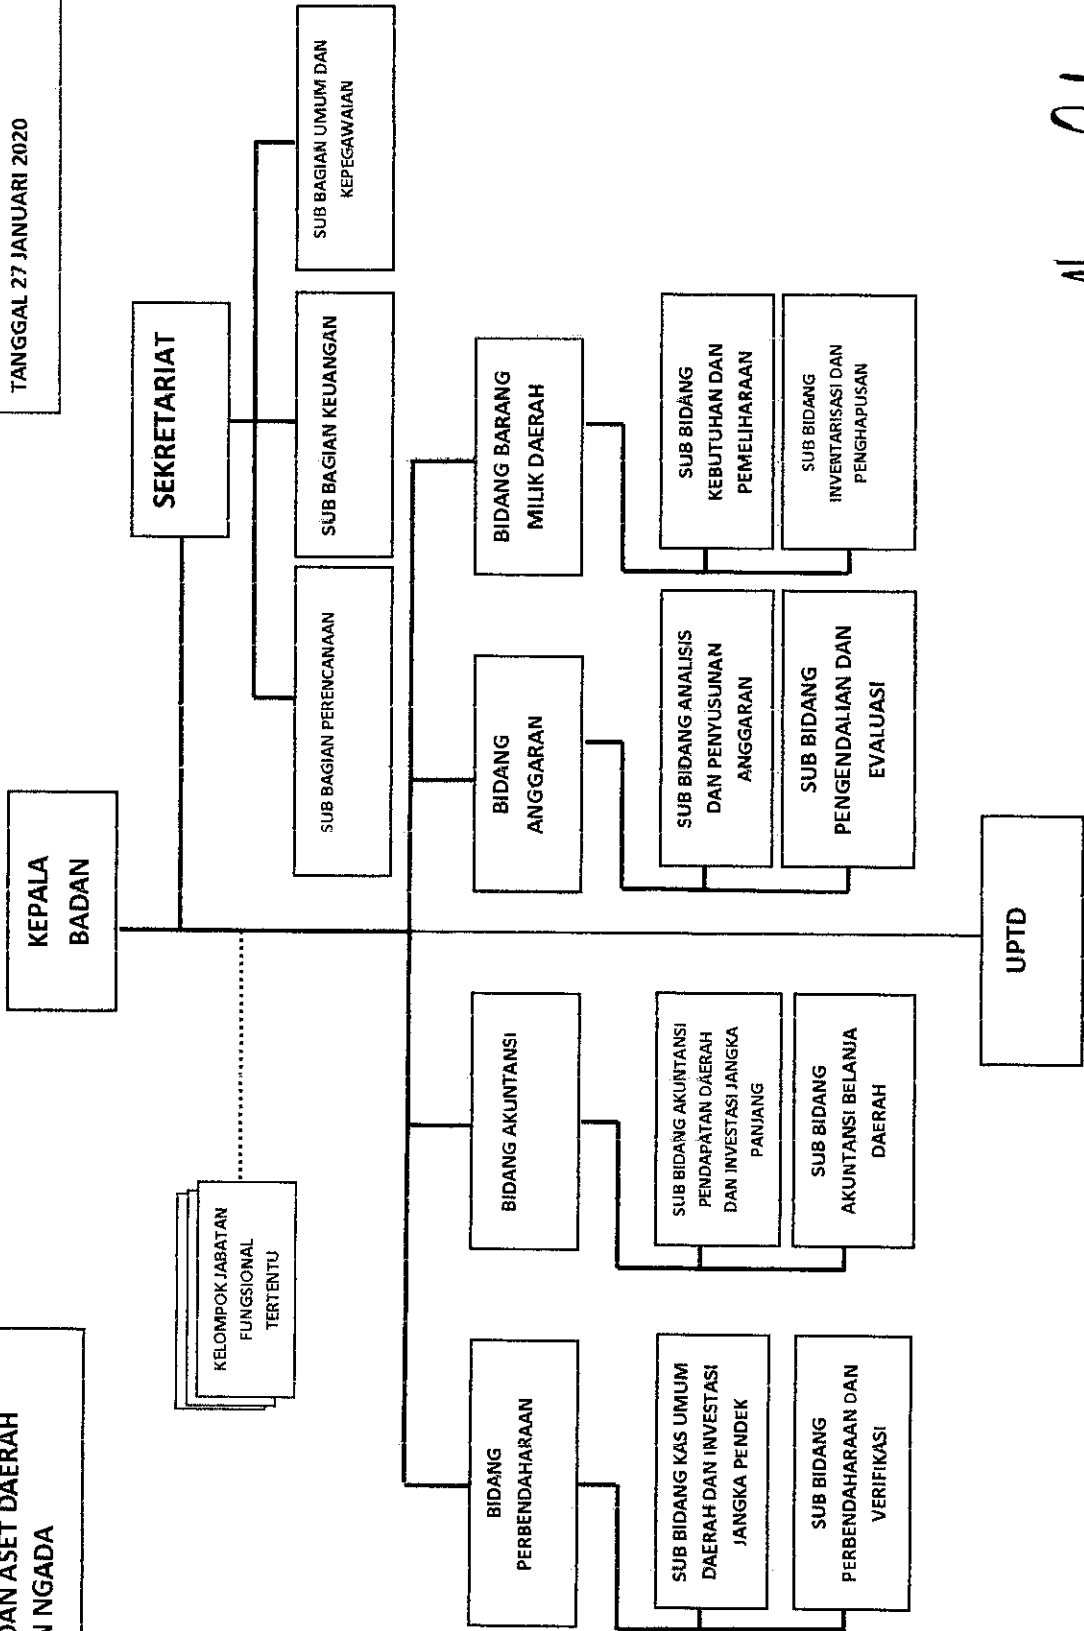 DAN ASET DAERAH
N NGADA
TANGGAL 27 JANUARI 2020
KEPALA
BADAN
SEKRETARIAT
KELOMPOK JABATAN
FUNGSIONAL
TERTENTU
SUB BAGIAN PERENCANAAN
SUB BAGIAN KEUANGAN
SUB BAGIAN UMUM DAN
KEPEGAWAIAN
BIDANG
PERBENDAHARAAN
BIDANG AKUNTANSI
BIDANG
ANGGARAN
BIDANG BARANG
MILIK DAERAH
SUB BIDANG KAS UMUM
DAERAH DAN INVESTASI
JANGKA PENDEK
SUB BIDANG AKUNTANSI
PENDAPATAN DAERAH
DAN INVESTASI JANGKA
PANJANG
SUB BIDANG ANALISIS
DAN PENYUSUNAN
ANGGARAN
SUB BIDANG
KEBUTUHAN DAN
PEMELIHARAAN
SUB BIDANG
PERBENDAHARAAN DAN
VERIFIKASI
SUB BIDANG
AKUNTANSI BELANJA
DAERAH
SUB BIDANG
PENGENDALIAN DAN
EVALUASI
SUB BIDANG
INVENTARISASI DAN
PENGHAPUSAN
UPTD